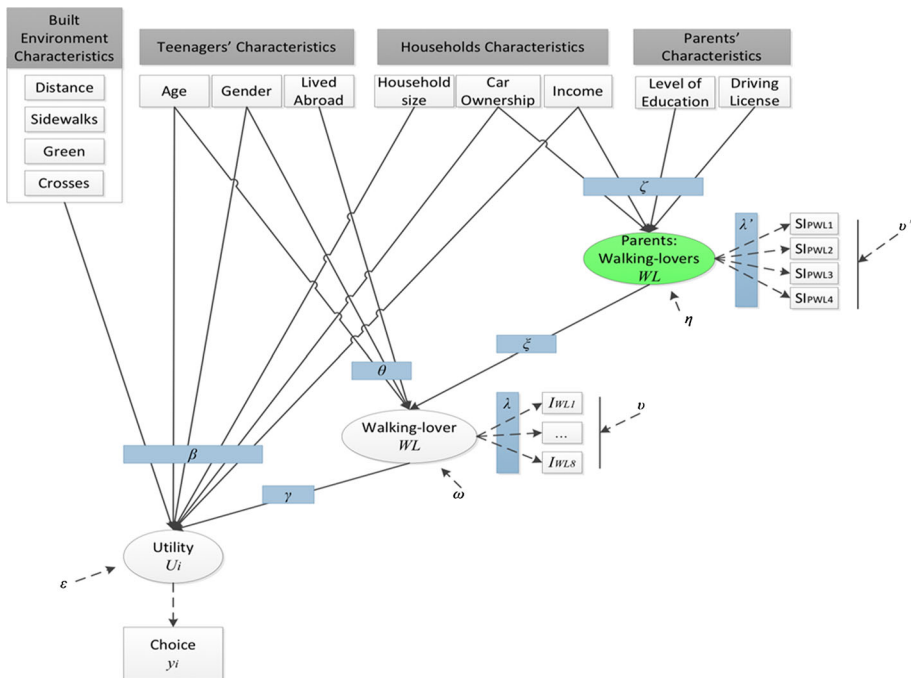 Built
Environment
Characteristics
Distance
Sidewalks
Green
Crosses
Teenagers' Characteristics
Age
Gender
Lived
Abroad
Households Characteristics
Household
size
Car
Ownership
Income
Parents'
Characteristics
Level of
Education
Driving
License
ζ
Parents:
Walking-lovers
WL
λ'
SIPWL1
SIPWL2
SIPWL3
SIPWL4
υ'
η
ξ
θ
Walking-lover
WL
λ
IWL1
...
IWL8
υ
ω
β
γ
Utility
Ui
ε
Choice
yi